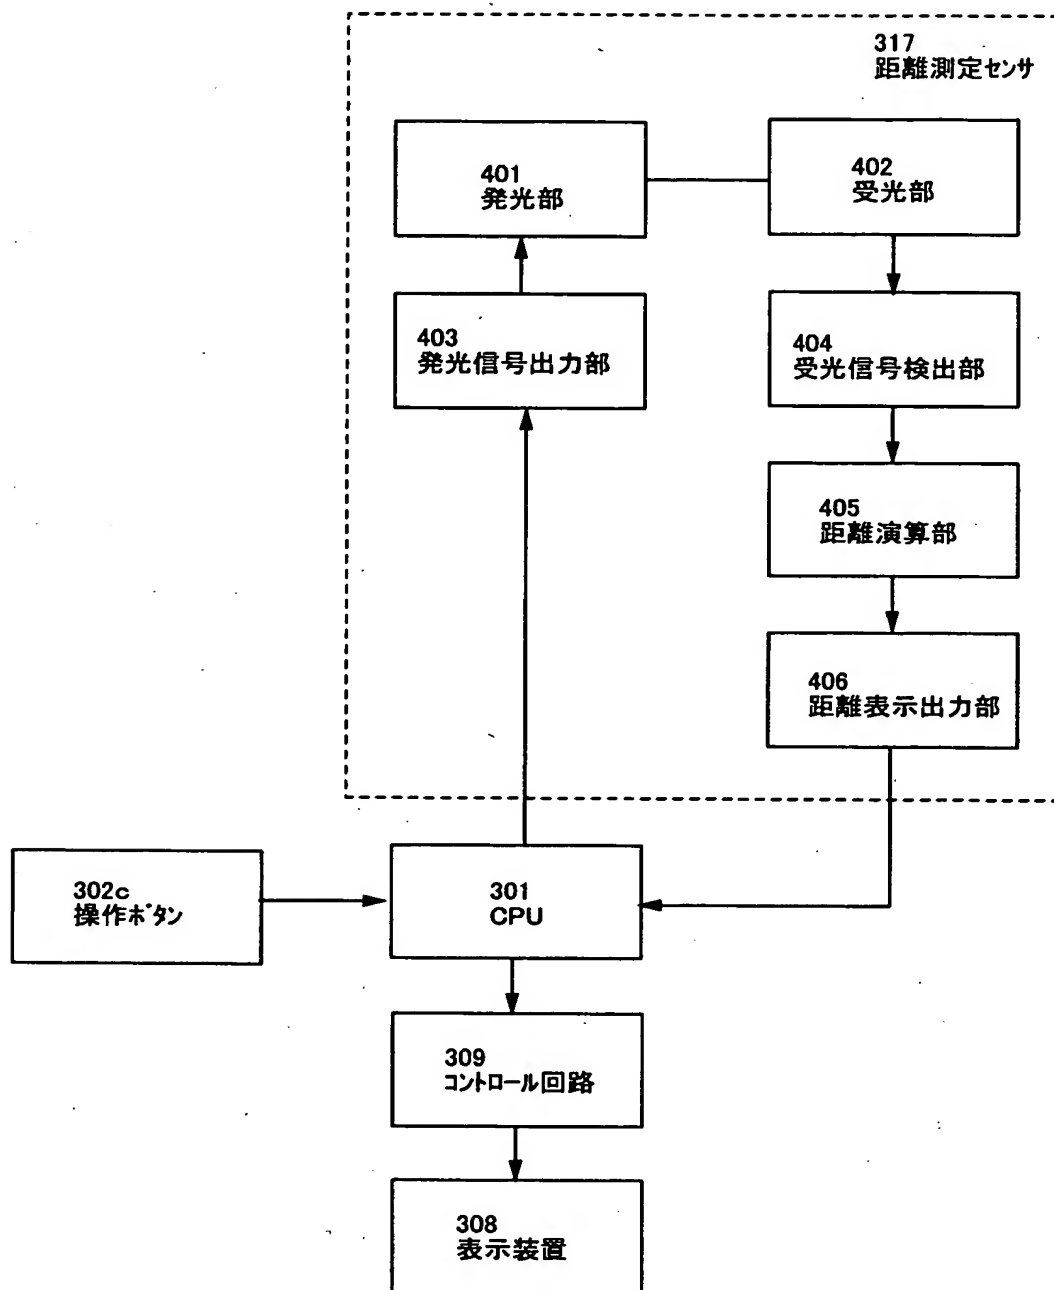 317
距離測定センサ
401
発光部
402
受光部
403
発光信号出力部
404
受光信号検出部
405
距離演算部
406
距離表示出力部
302c
操作ボタン
301
CPU
309
コントロール回路
308
表示装置